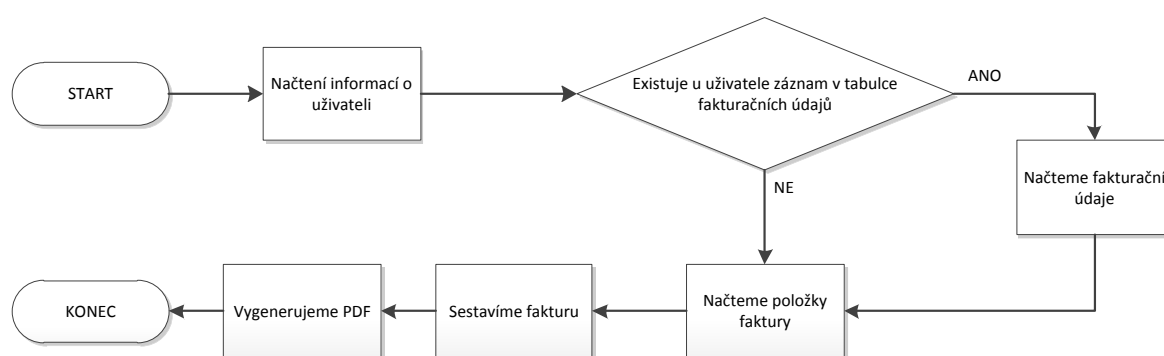 START
Načtení informací o
uživateli
Existuje u uživatele záznam v tabulce
fakturačních údajů
ANO
Načteme fakturační
údaje
NE
KONEC
Vygenerujeme PDF
Sestavíme fakturu
Načteme položky
faktury